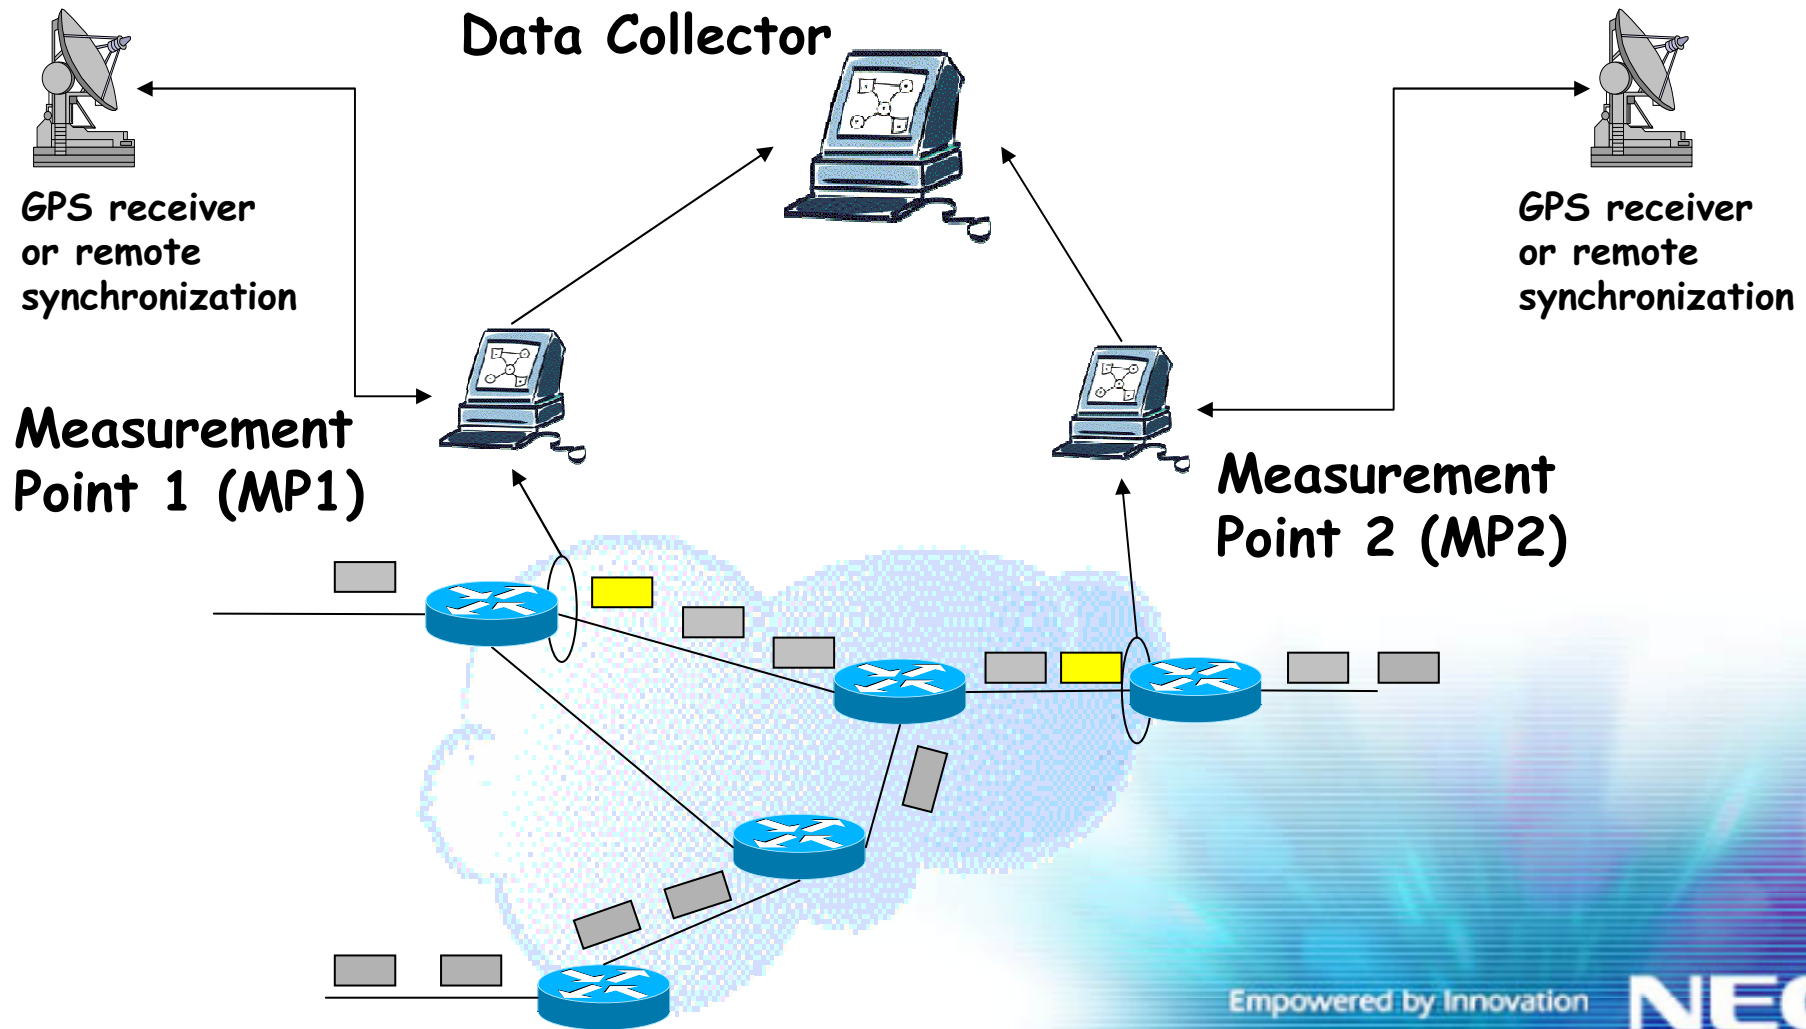 Data Collector
GPS receiver
or remote
synchronization
GPS receiver
or remote
synchronization
Measurement
Point 1 (MP1)
Measurement
Point 2 (MP2)
Empowered by Innovation
NEC